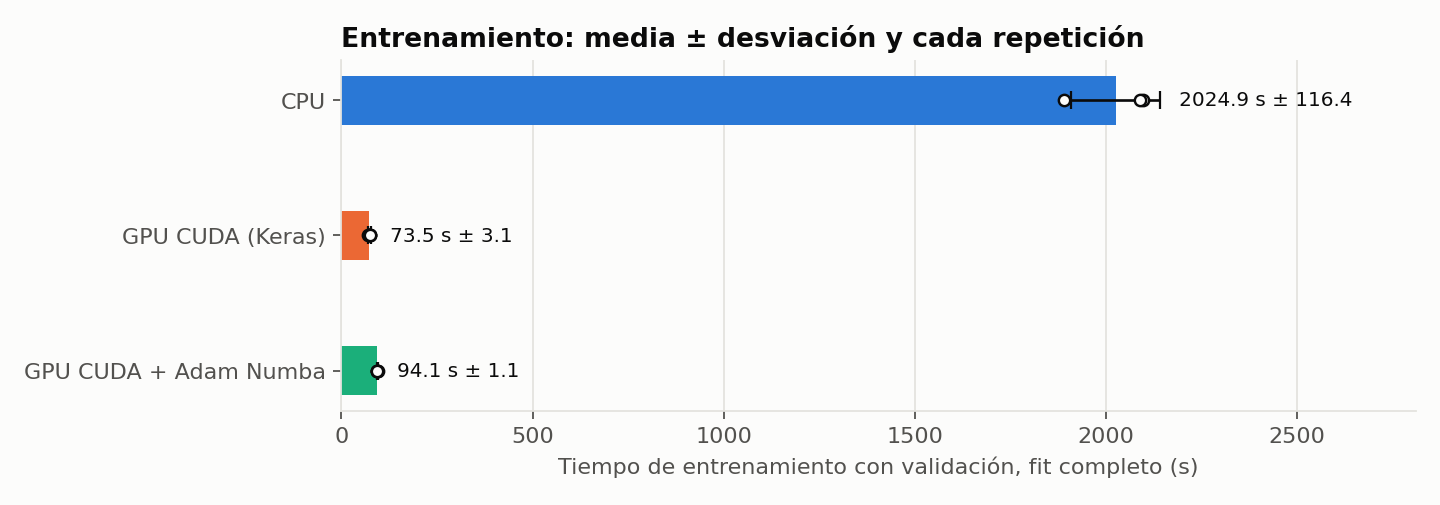 Entrenamiento: media ± desviación y cada repetición
CPU
2024.9 s ± 116.4
GPU CUDA (Keras)
73.5 s ± 3.1
GPU CUDA + Adam Numba
94.1 s ± 1.1
0 500 1000 1500 2000 2500
Tiempo de entrenamiento con validación, fit completo (s)